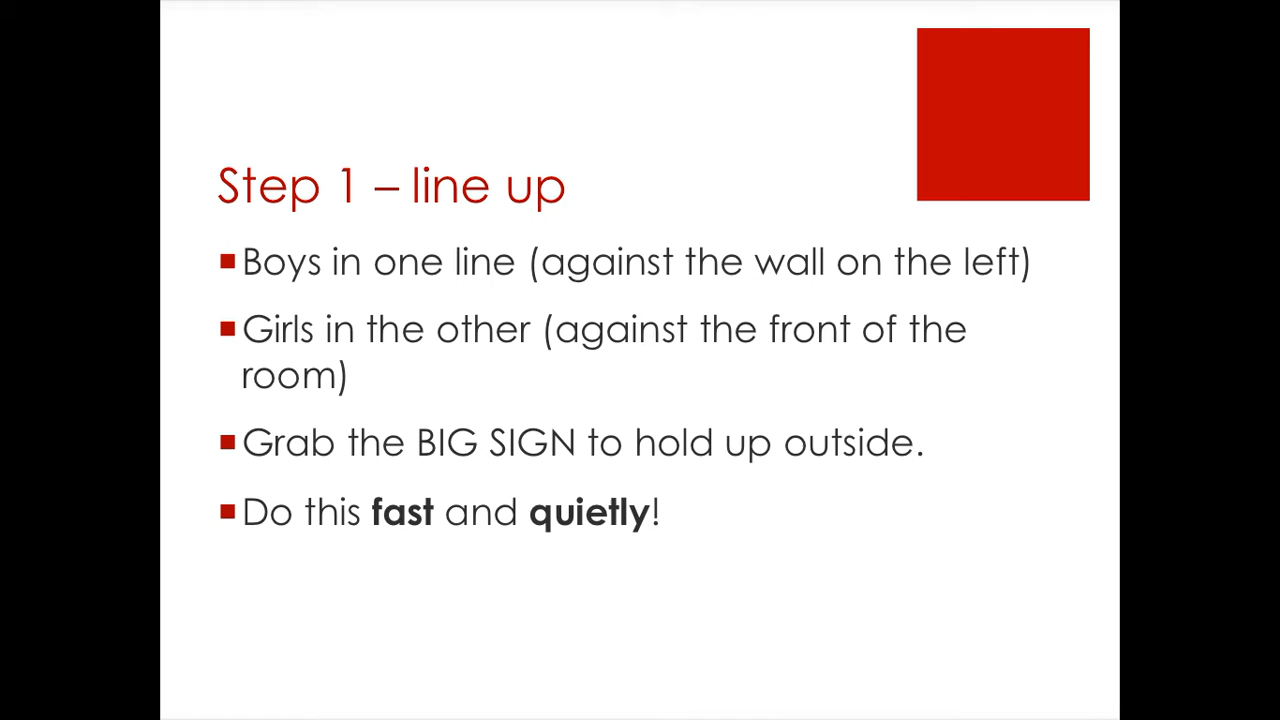 Step 1 – line up
Boys in one line (against the wall on the left)
Girls in the other (against the front of the
room)
Grab the BIG SIGN to hold up outside.
Do this fast and quietly!